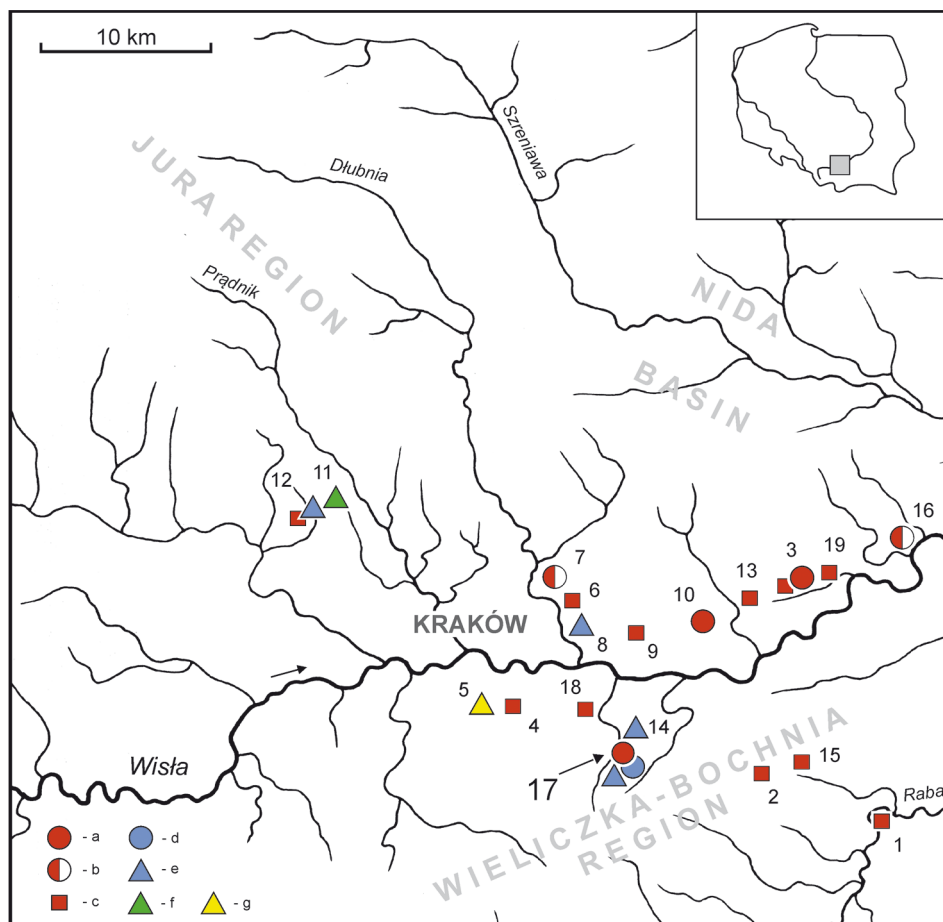 10 km
Szreniawa
JURA REGION
Dłubnia
Prądnik
NIDA
BASIN
12
11
16
7
3
19
6
13
10
KRAKÓW
8
9
5
18
4
14
Wisła
17
15
2
WIELICZKA-BOCHNIA
REGION
Raba
1
- a
- d
- b
- e
- c
- f
- g